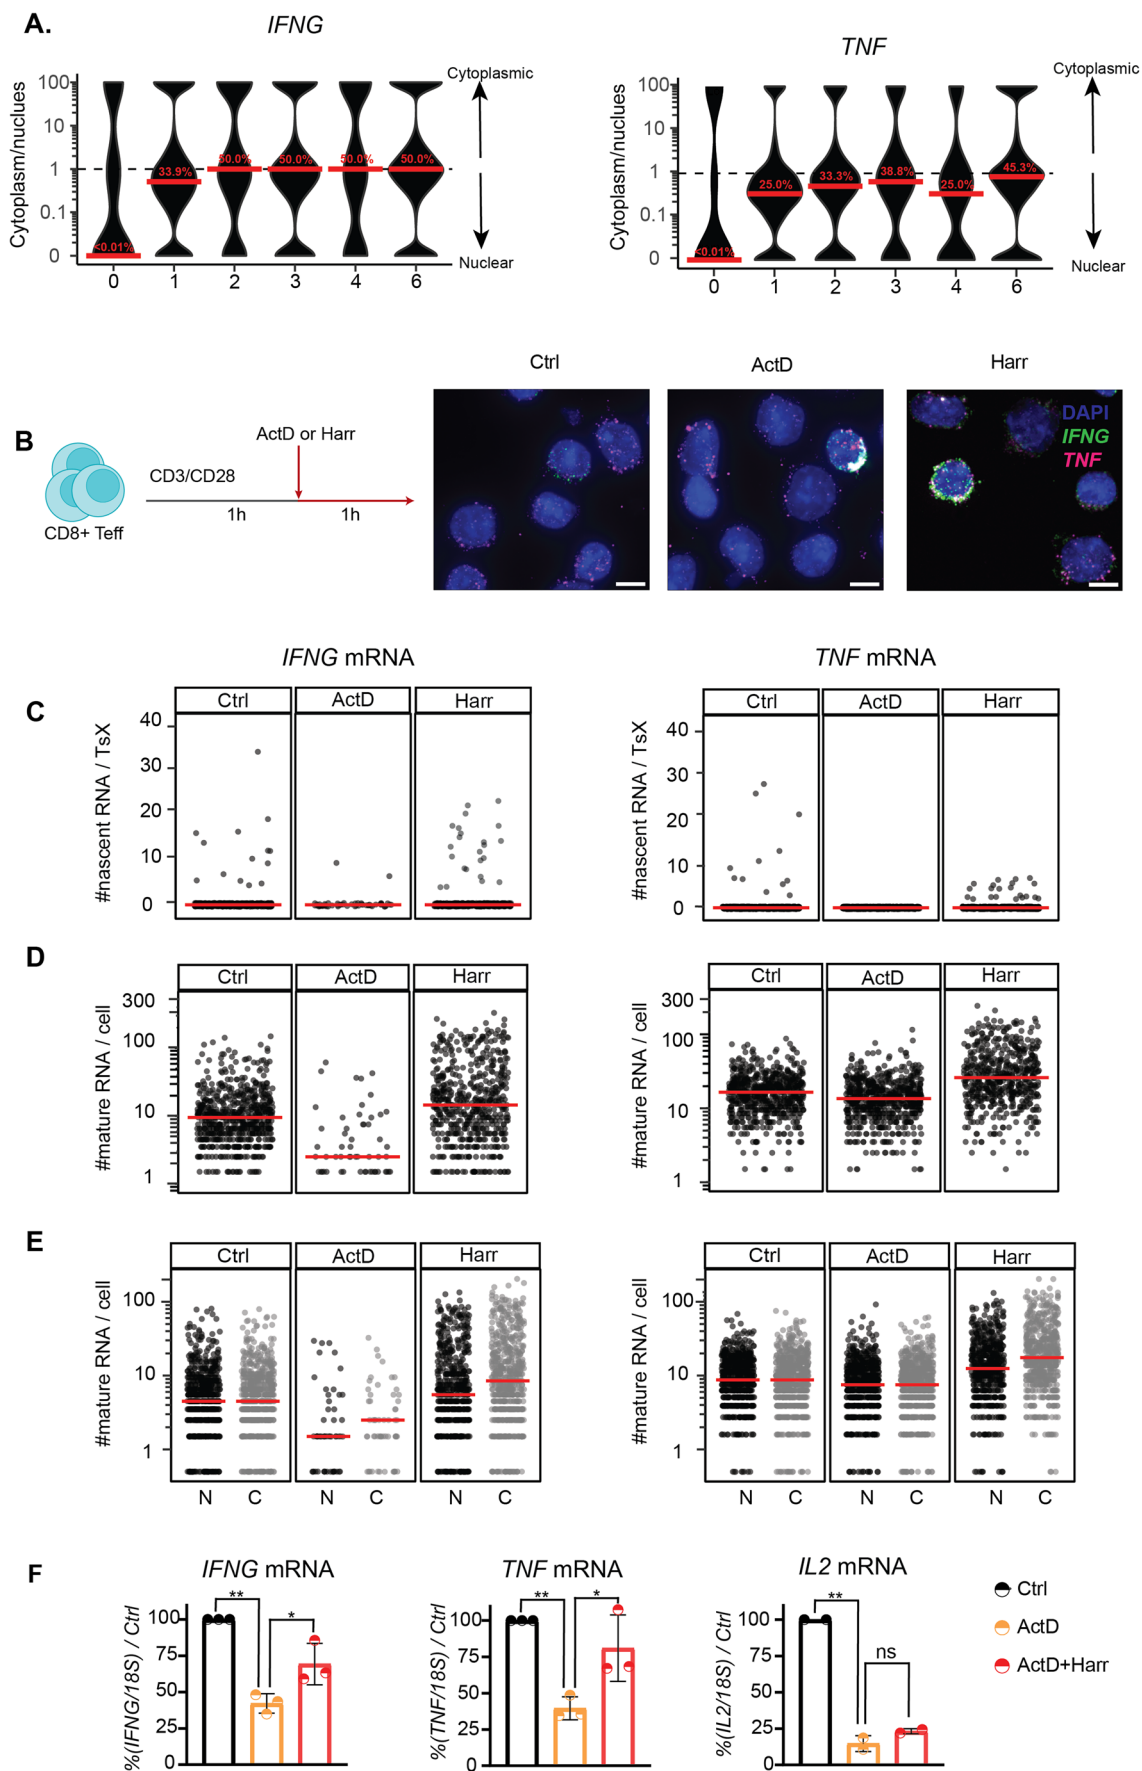 A.
IFNG
TNF
Cytoplasm/nuclues
100
10
1
0.1
0
<0.01%
33.9%
50.0%
50.0%
50.0%
50.0%
0 1 2 3 4 6
Cytoplasmic
Nuclear
Cytoplasm/nuclues
100
10
1
0.1
0
<0.01%
25.0%
33.3%
38.8%
25.0%
45.3%
0 1 2 3 4 6
Cytoplasmic
Nuclear
B
CD8+ Teff
CD3/CD28
ActD or Harr
1h 1h
Ctrl ActD Harr
DAPI
IFNG
TNF
IFNG mRNA
TNF mRNA
C
#nascent RNA / TsX
Ctrl ActD Harr
40
30
20
10
0
#nascent RNA / TsX
Ctrl ActD Harr
40
30
20
10
0
D
#mature RNA / cell
Ctrl ActD Harr
300
100
10
1
#mature RNA / cell
Ctrl ActD Harr
300
100
10
1
E
#mature RNA / cell
Ctrl ActD Harr
100
10
1
N C N C N C
#mature RNA / cell
Ctrl ActD Harr
100
10
1
N C N C N C
F
IFNG mRNA
%(IFNG/18S) / Ctrl
100
75
50
25
0
**
*
TNF mRNA
%(TNF/18S) / Ctrl
100
75
50
25
0
**
*
IL2 mRNA
%(IL2/18S) / Ctrl
100
75
50
25
0
**
ns
Ctrl
ActD
ActD+Harr